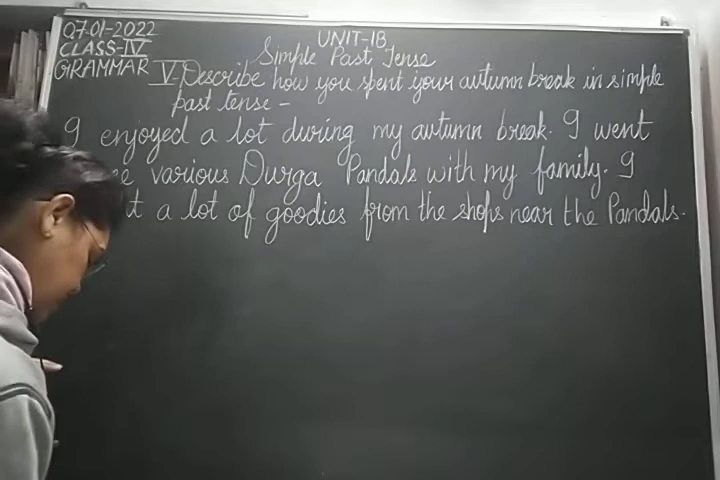 07-01-2022
CLASS-IV
GRAMMAR
UNIT-1B
Simple Past Tense
V. Describe how you spent your autumn break in simple
past tense -
I enjoyed a lot during my autumn break. I went
various Durga Pandals with my family. I
a lot of goodies from the shops near the Pandals.